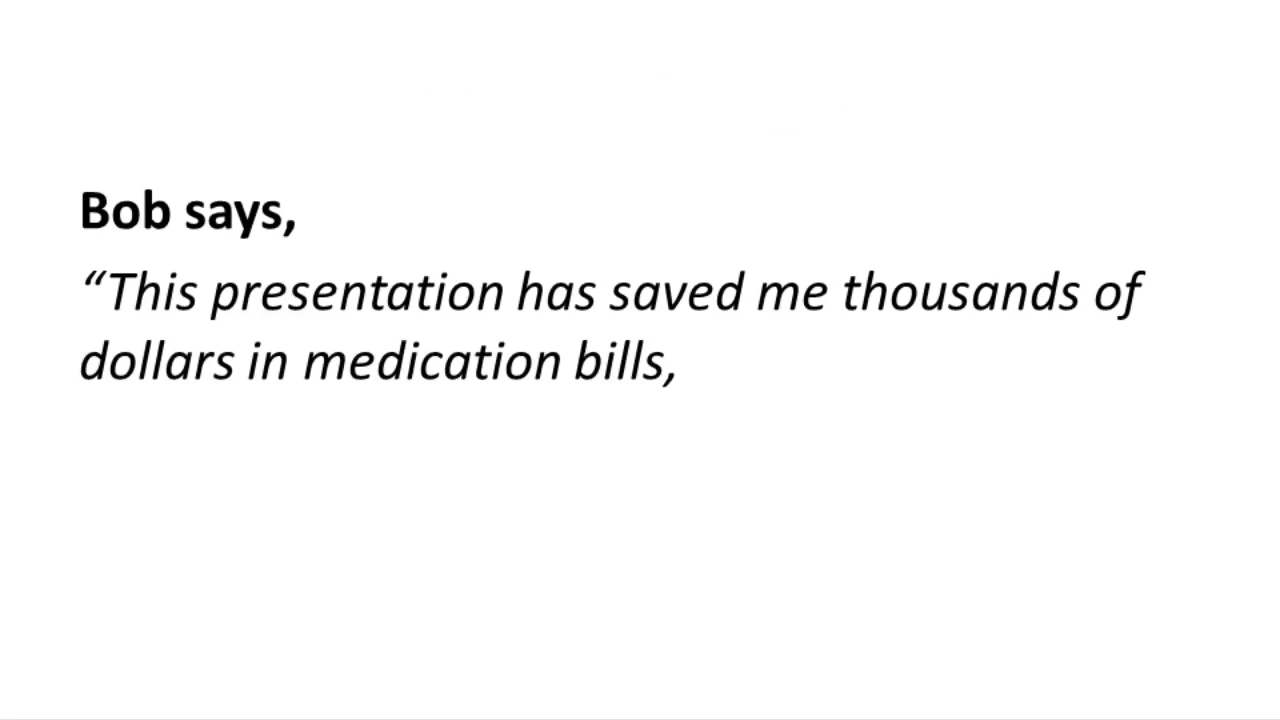 Bob says,
“This presentation has saved me thousands of
dollars in medication bills,